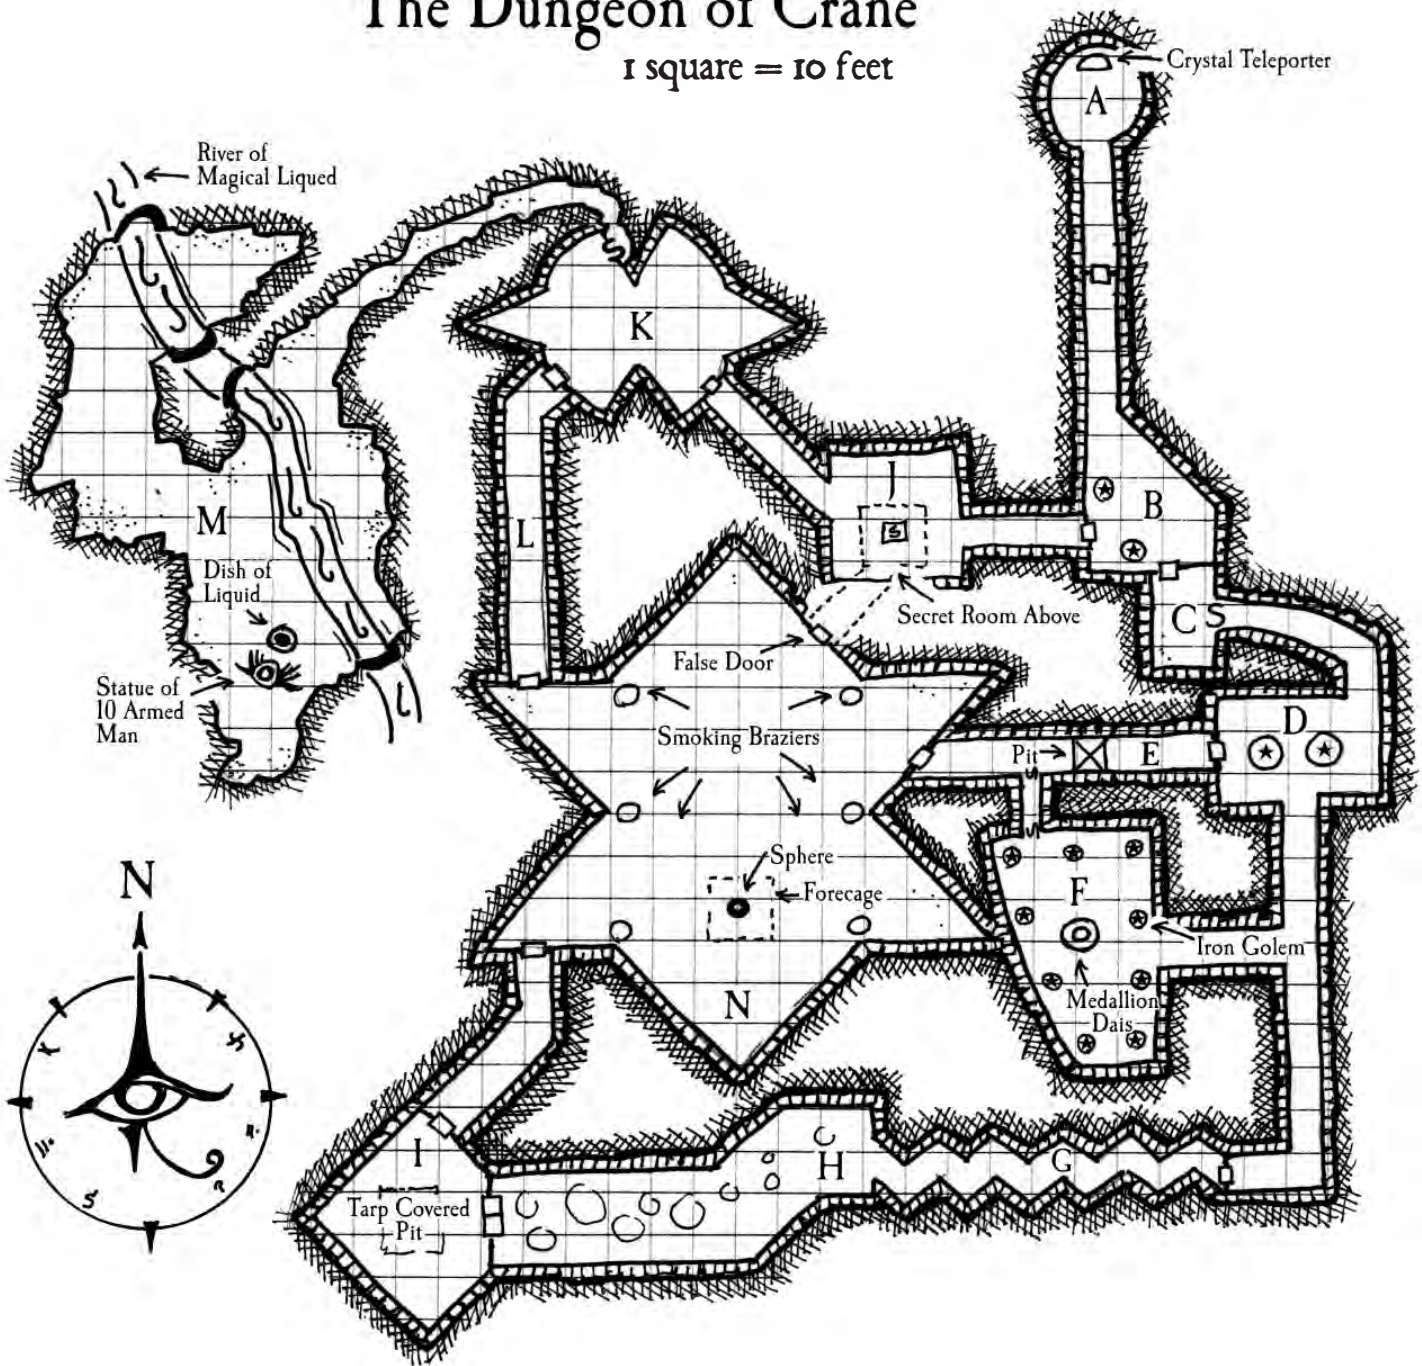 The Dungeon of Crane
1 square = 10 feet
Crystal Teleporter
A
River of
Magical Liqued
K
B
J
S
M
L
Dish of
Liquid
Secret Room Above
C S
False Door
Statue of
10 Armed
Man
D
Smoking Braziers
Pit
E
S
S
Sphere
Forecage
F
N
Iron Golem
Medallion
Dais
N
I
H
G
Tarp Covered
Pit
S